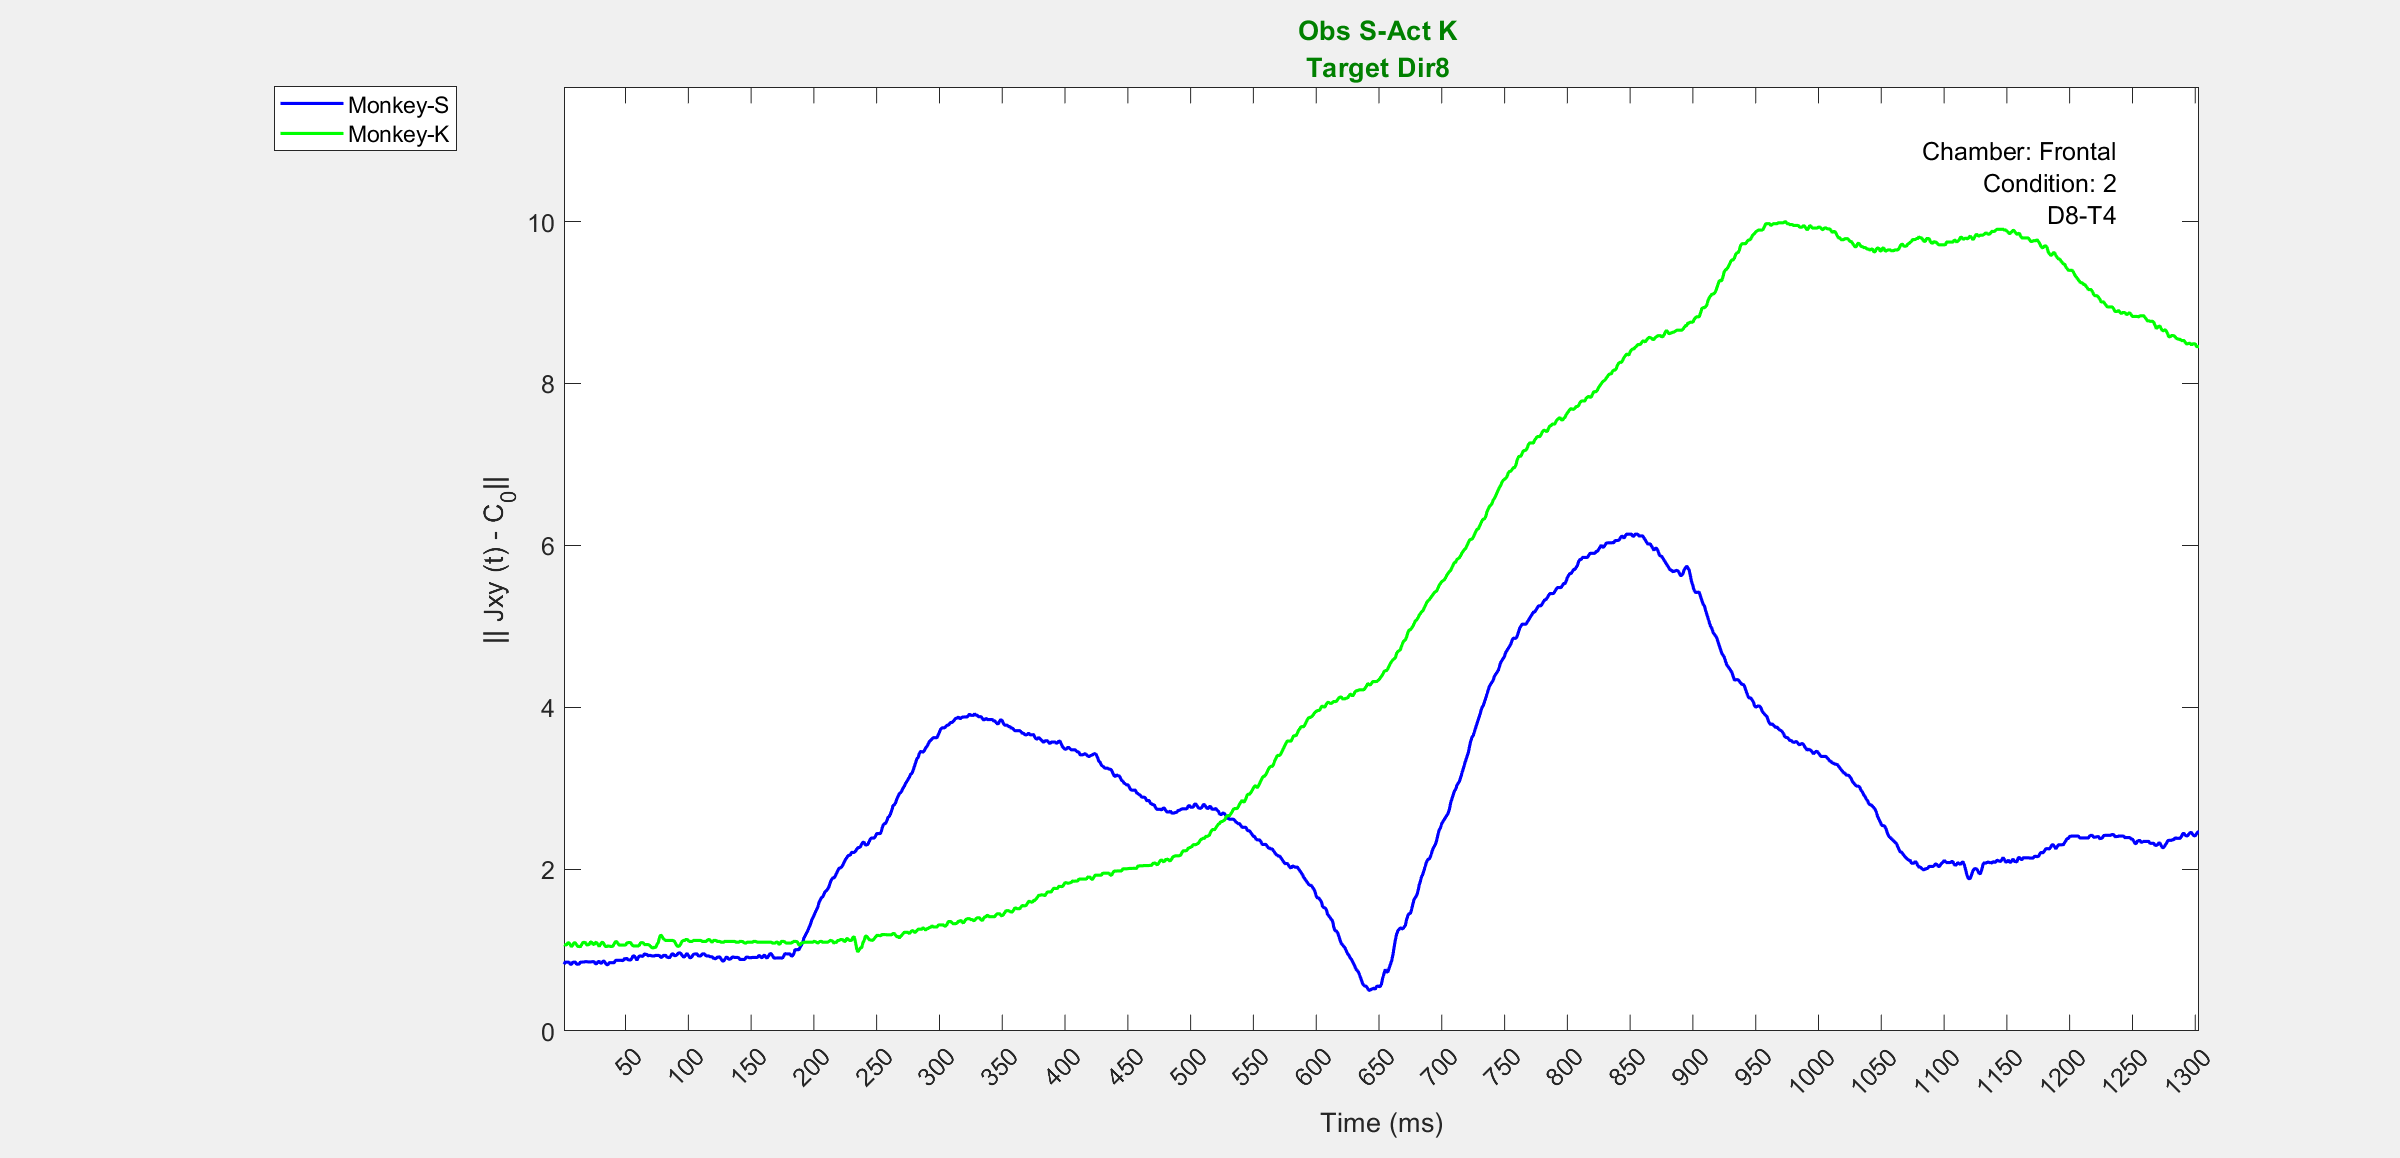 Obs S-Act K
Target Dir8
Monkey-S
Monkey-K
Chamber: Frontal
Condition: 2
D8-T4
10
8
6
4
2
0
|| Jxy (t) - C0||
50 100 150 200 250 300 350 400 450 500 550 600 650 700 750 800 850 900 950 1000 1050 1100 1150 1200 1250 1300
Time (ms)